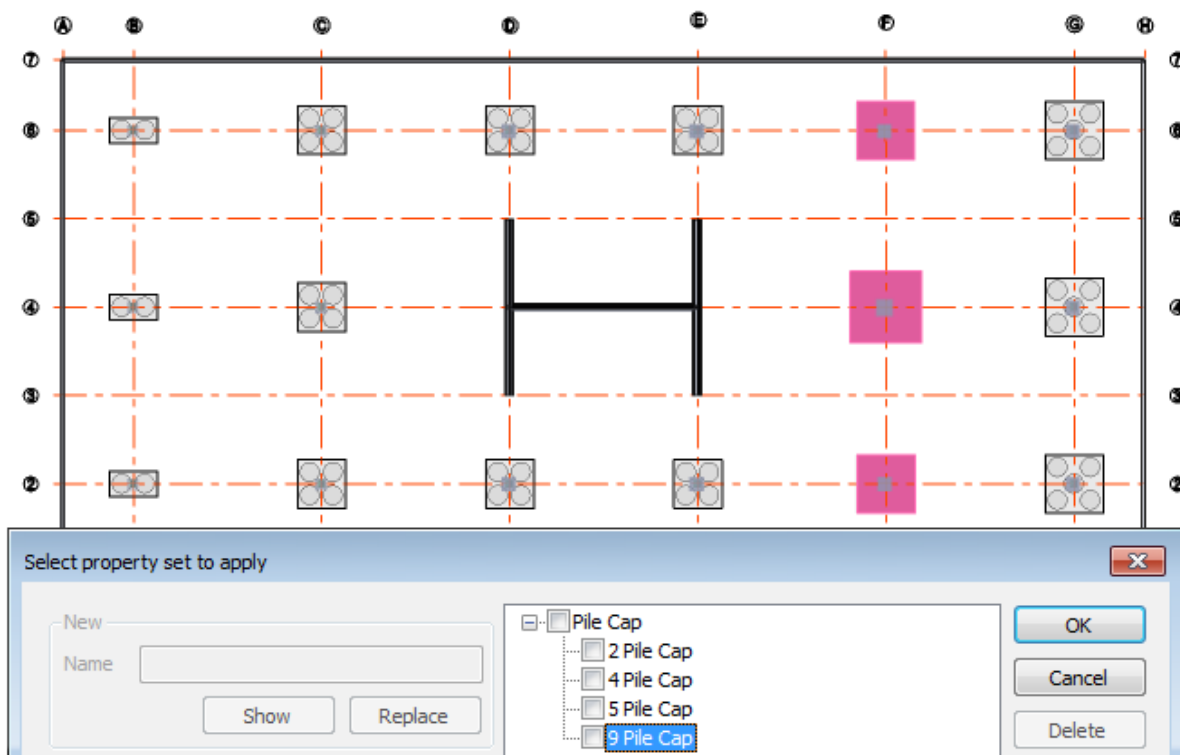 A B C D E F G H
7 7
6 6
5 5
4 4
3 3
2 2
Select property set to apply
New
Name
Show Replace
Pile Cap
2 Pile Cap
4 Pile Cap
5 Pile Cap
9 Pile Cap
OK
Cancel
Delete